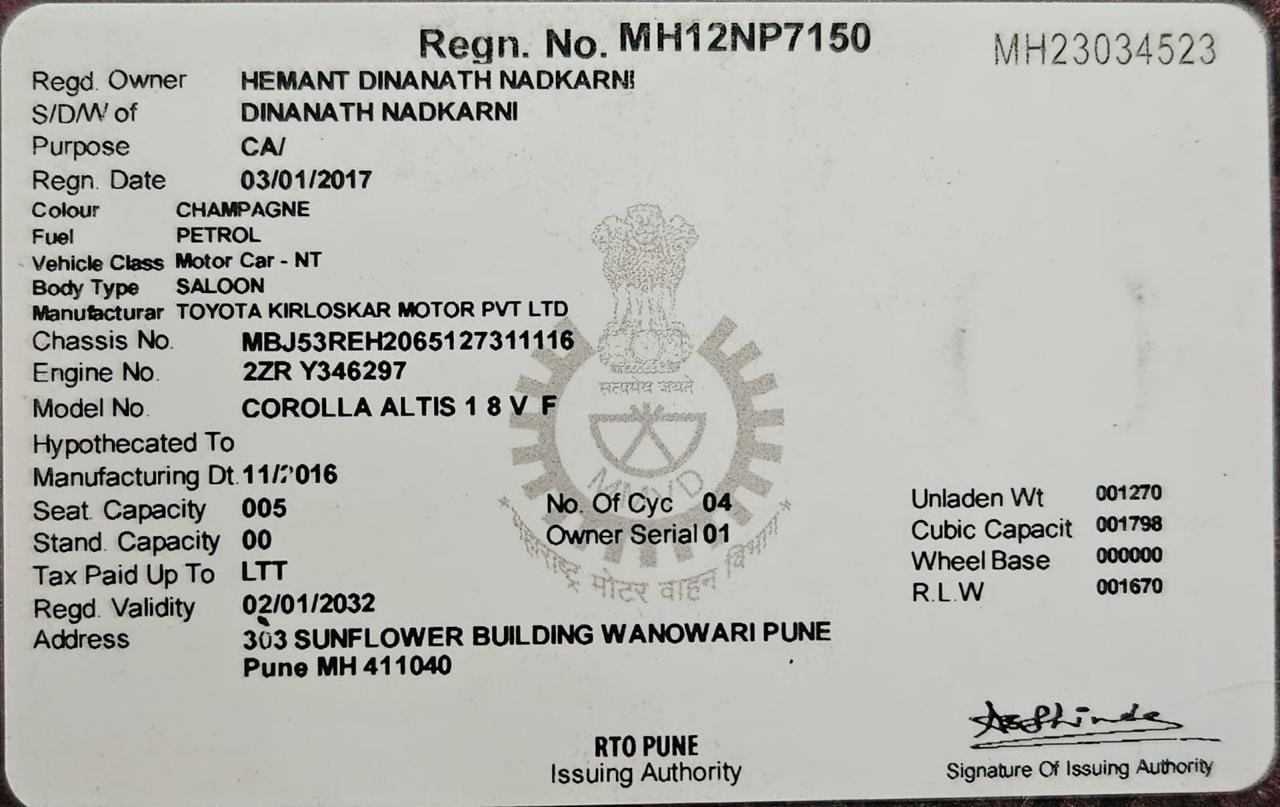 Regn. No. MH12NP7150
MH23034523
Regd. Owner HEMANT DINANATH NADKARNI
S/D/W of DINANATH NADKARNI
Purpose CA/
Regn. Date 03/01/2017
Colour CHAMPAGNE
Fuel PETROL
Vehicle Class Motor Car - NT
Body Type SALOON
Manufacturar TOYOTA KIRLOSKAR MOTOR PVT LTD
Chassis No. MBJ53REH2065127311116
Engine No. 2ZR Y346297
Model No. COROLLA ALTIS 1 8 V F
Hypothecated To
Manufacturing Dt. 11/2016
Seat. Capacity 005 No. Of Cyc 04
Stand. Capacity 00 Owner Serial 01
Tax Paid Up To LTT
Regd. Validity 02/01/2032
Address 303 SUNFLOWER BUILDING WANOWARI PUNE
Pune MH 411040
Unladen Wt 001270
Cubic Capacit 001798
Wheel Base 000000
R.L.W 001670
सत्यमेव जयते
MMVD
महाराष्ट्र मोटर वाहन विभाग
RTO PUNE
Issuing Authority
Signature Of Issuing Authority